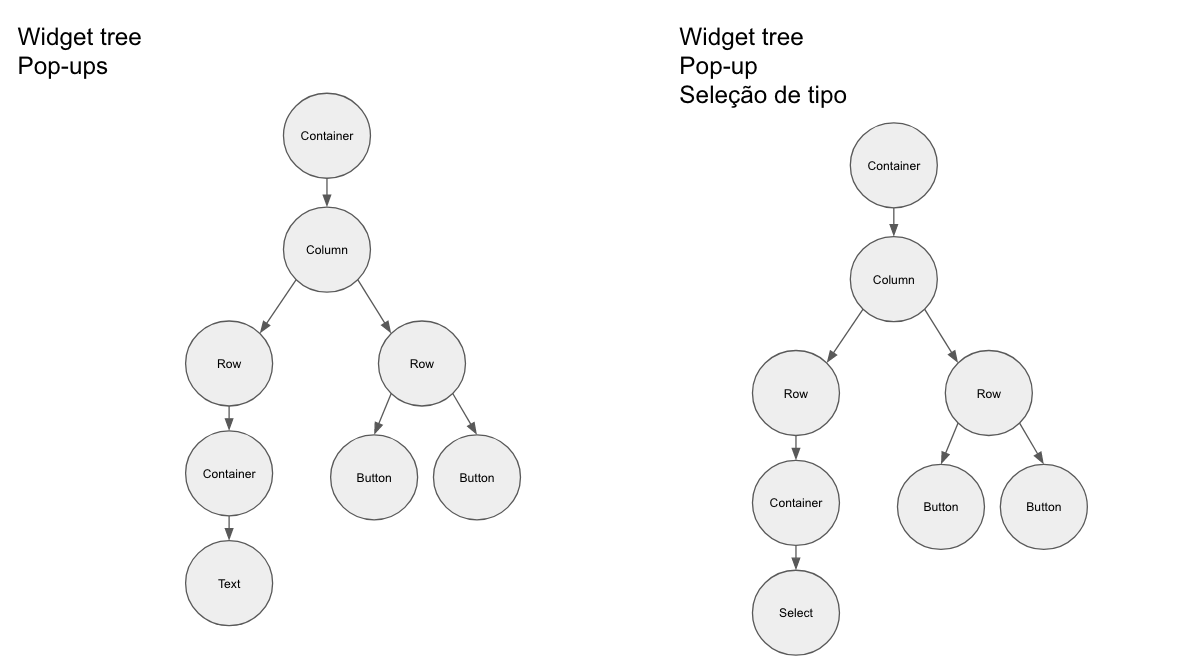 Widget tree
Pop-ups
Container
Column
Row
Row
Container
Button
Button
Text
Widget tree
Pop-up
Seleção de tipo
Container
Column
Row
Row
Container
Button
Button
Select